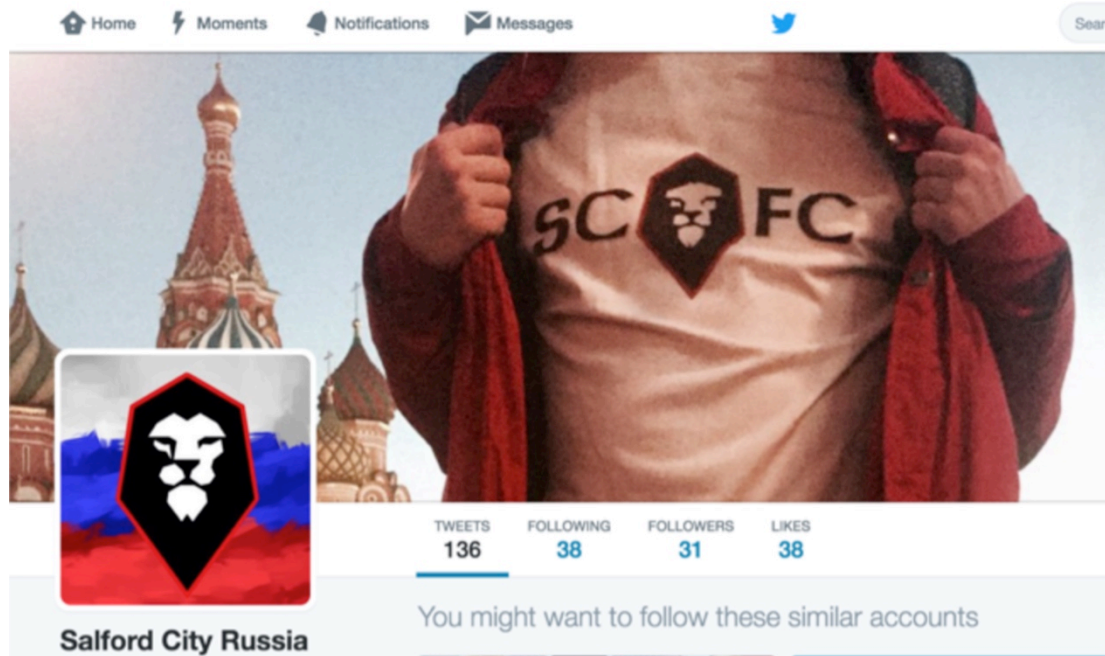 Home Moments Notifications Messages
SC FC
TWEETS FOLLOWING FOLLOWERS LIKES
136 38 31 38
You might want to follow these similar accounts
Salford City Russia